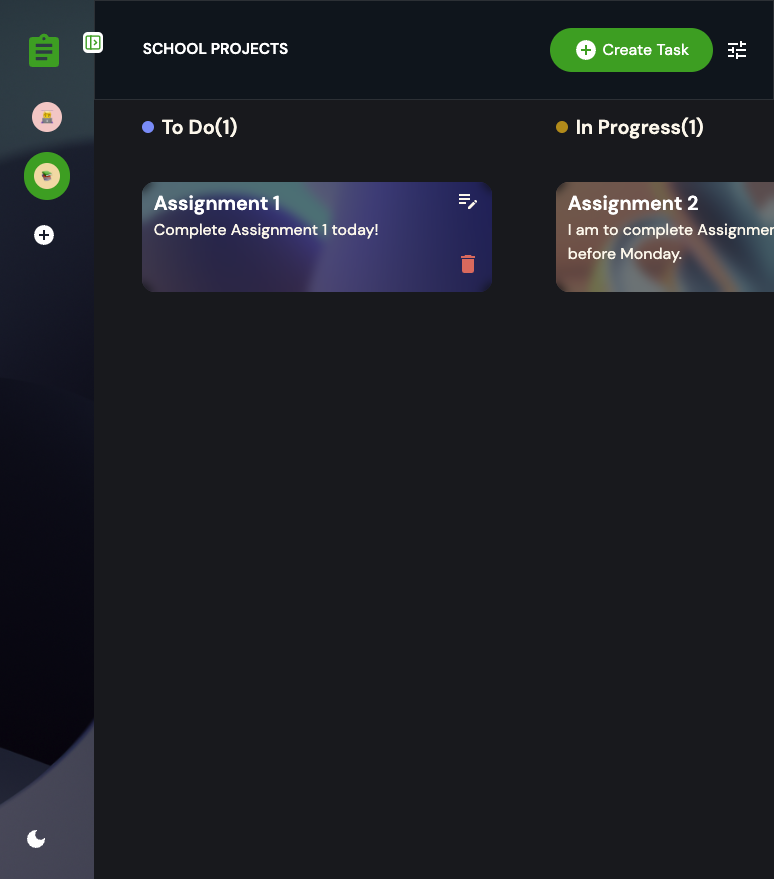 SCHOOL PROJECTS
Create Task
To Do(1)
In Progress(1)
Assignment 1
Complete Assignment 1 today!
Assignment 2
I am to complete
before Monday.